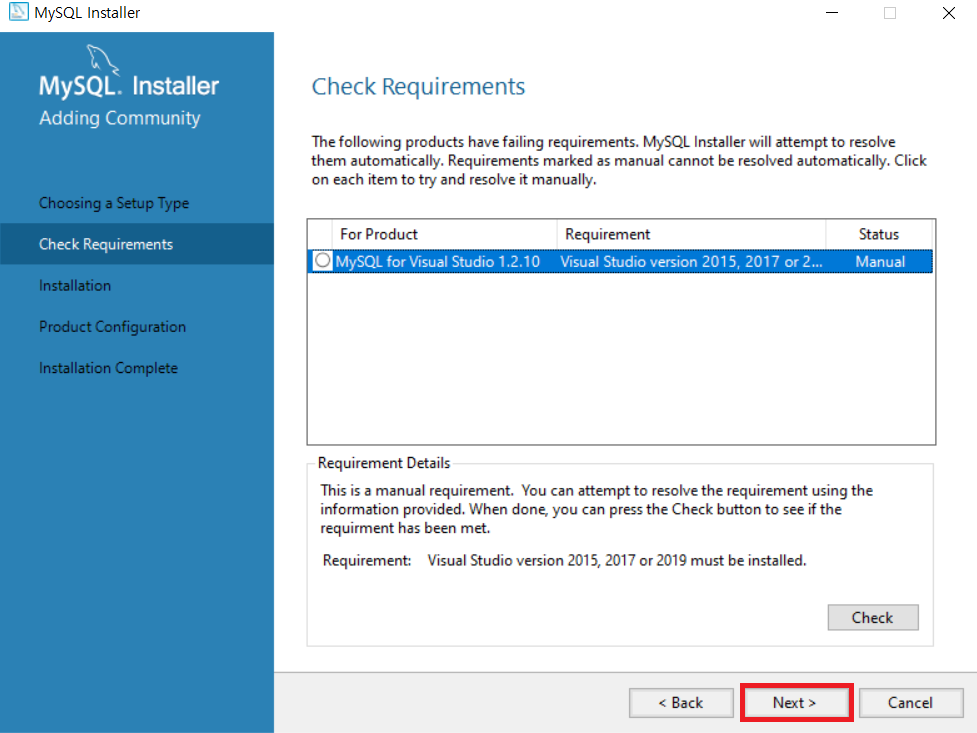 MySQL Installer
MySQL. Installer
Adding Community
Choosing a Setup Type
Check Requirements
Installation
Product Configuration
Installation Complete
Check Requirements
The following products have failing requirements. MySQL Installer will attempt to resolve
them automatically. Requirements marked as manual cannot be resolved automatically. Click
on each item to try and resolve it manually.
For Product Requirement Status
MySQL for Visual Studio 1.2.10 Visual Studio version 2015, 2017 or 2... Manual
Requirement Details
This is a manual requirement. You can attempt to resolve the requirement using the
information provided. When done, you can press the Check button to see if the
requirment has been met.
Requirement: Visual Studio version 2015, 2017 or 2019 must be installed.
Check
< Back Next > Cancel